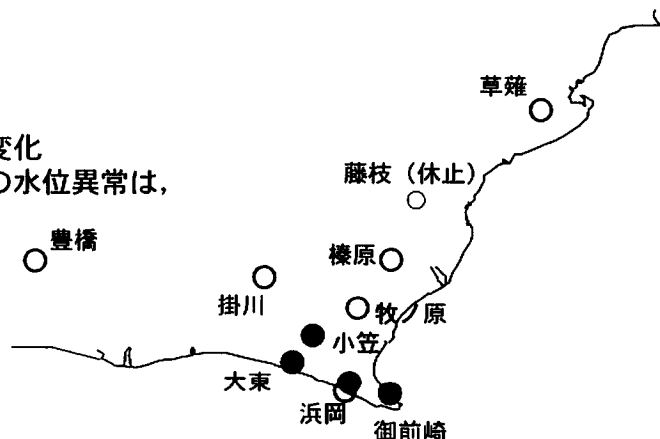 草薙
変化
の水位異常は,
藤枝（休止）
豊橋
榛原
掛川
牧ノ原
小笠
大東
浜岡
御前崎